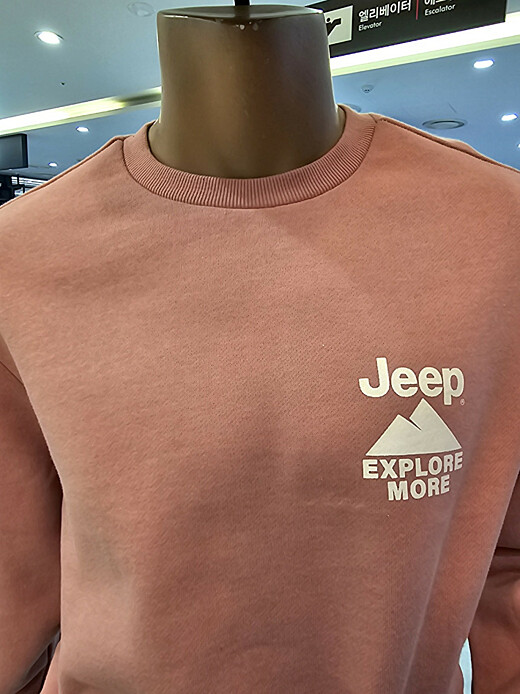 엘리베이터
Elevator
Escalator
Jeep®
EXPLORE
MORE